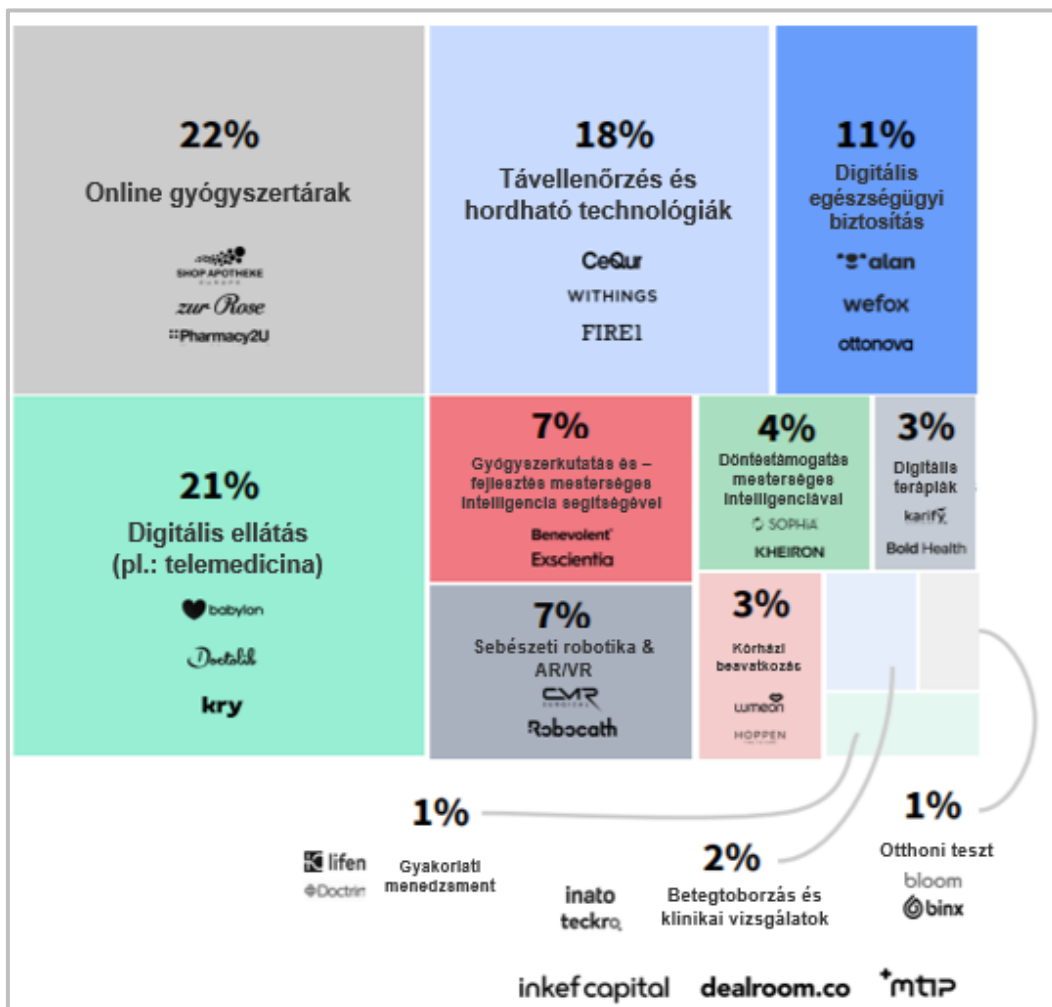 22%
Online gyógyszertárak
SHOP APOTHEKE
EUROPE
zur Rose
Pharmacy2U
18%
Távellenőrzés és
hordható technológiák
CeQur
WITHINGS
FIRE1
11%
Digitális
egészségügyi
biztosítás
alan
wefox
ottonova
21%
Digitális ellátás
(pl.: telemedicina)
babylon
Doctolib
kry
7%
Gyógyszerkutatás és –
fejlesztés mesterséges
intelligencia segítségével
Benevolent
Exscientia
7%
Sebészeti robotika &
AR/VR
CMR
SURGICAL
Robocath
4%
Döntéstámogatás
mesterséges
intelligenciával
SOPHiA
KHEIRON
3%
Digitális
terápiák
karify
Bold Health
3%
Kórházi
beavatkozás
lumeon
HOPPEN
1%
Gyakorlati
menedzsment
lifen
Doctrin
2%
Betegtoborzás és
klinikai vizsgálatok
inato
teckro
1%
Otthoni teszt
bloom
binx
inkef capital
dealroom.co
+mtip